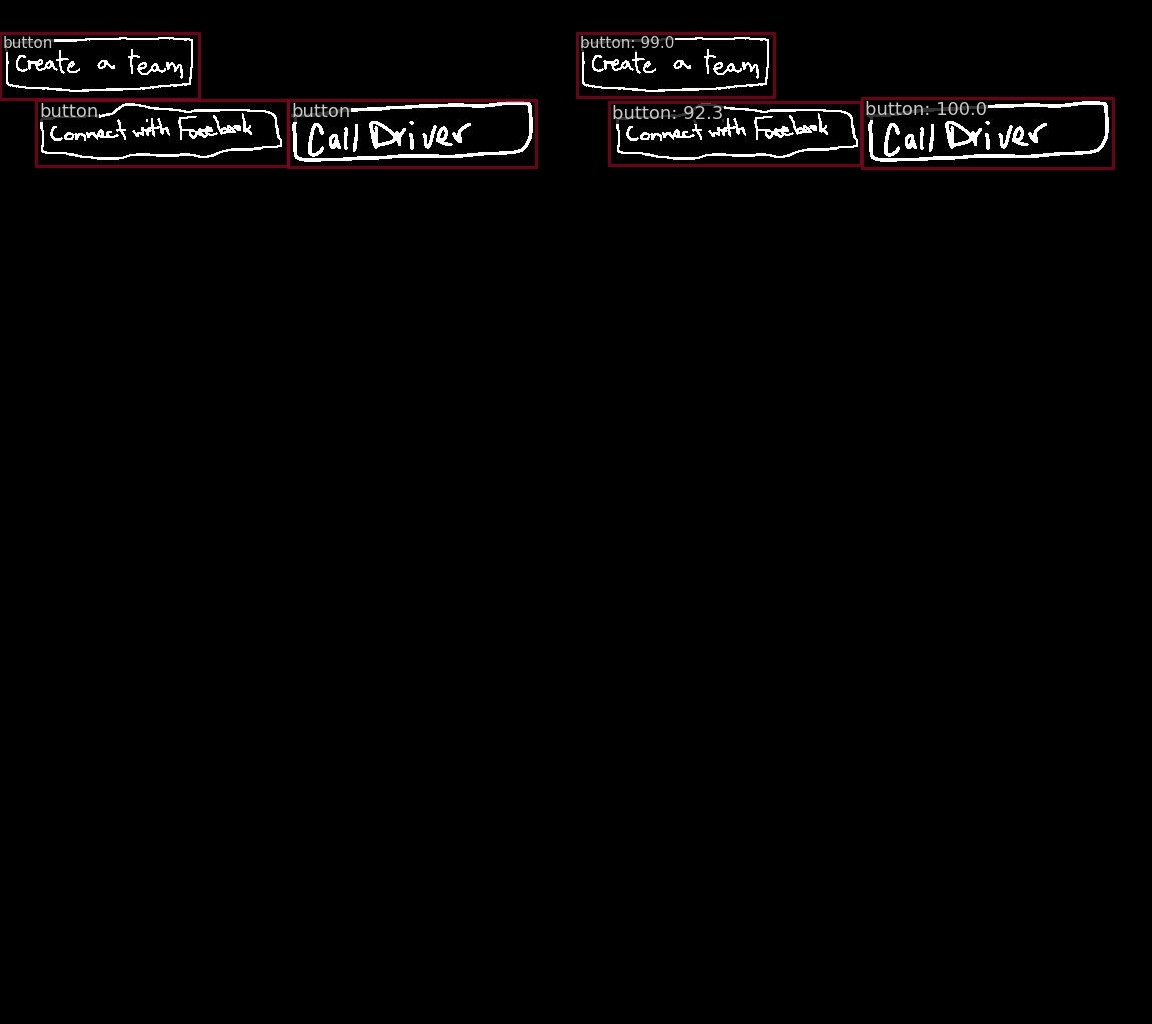 button
Create a team
button
Connect with Facebook
button
Call Driver
button: 99.0
Create a team
button: 92.3
Connect with Facebook
button: 100.0
Call Driver